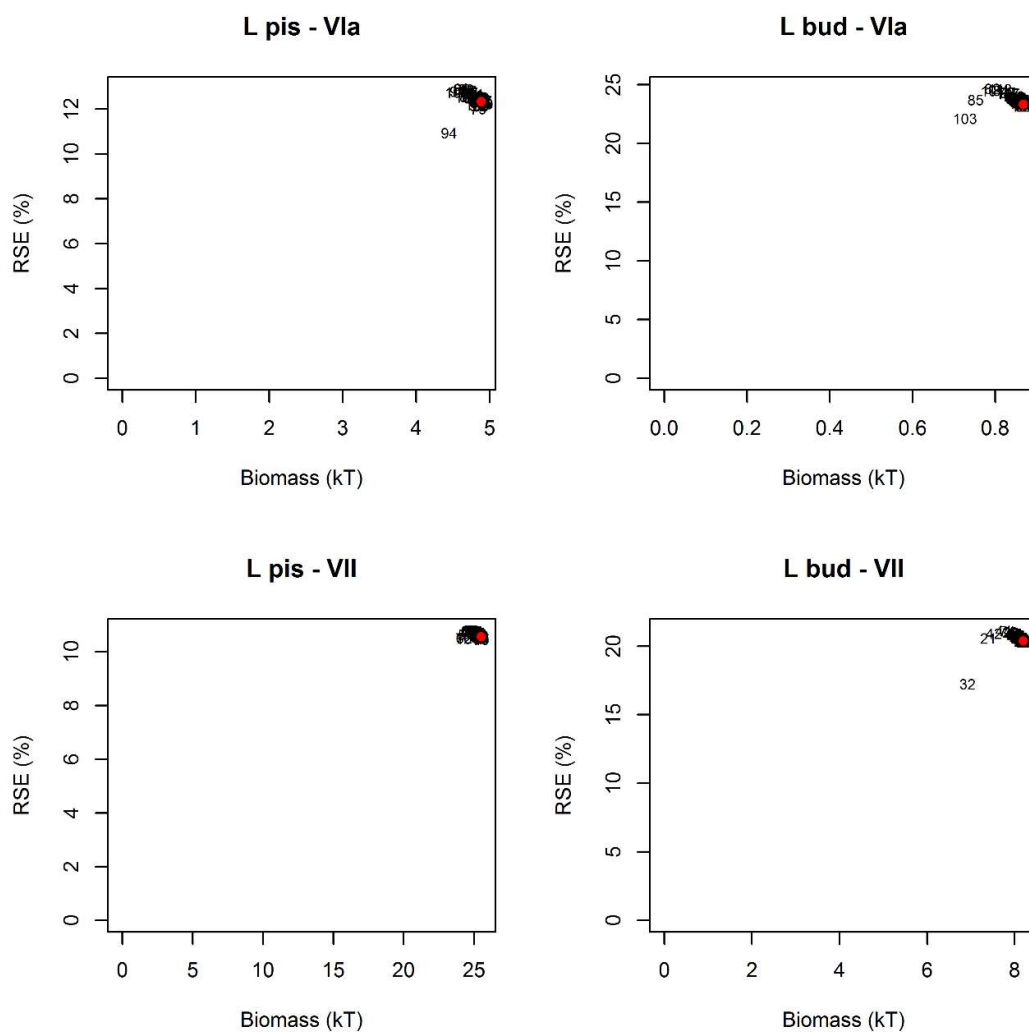 L pis - VIa
RSE (%)
12
10
8
6
4
2
0
94
0 1 2 3 4 5
Biomass (kT)
L bud - VIa
RSE (%)
25
20
15
10
5
0
85
103
0.0 0.2 0.4 0.6 0.8
Biomass (kT)
L pis - VII
RSE (%)
10
8
6
4
2
0
0 5 10 15 20 25
Biomass (kT)
L bud - VII
RSE (%)
20
15
10
5
0
21
32
0 2 4 6 8
Biomass (kT)